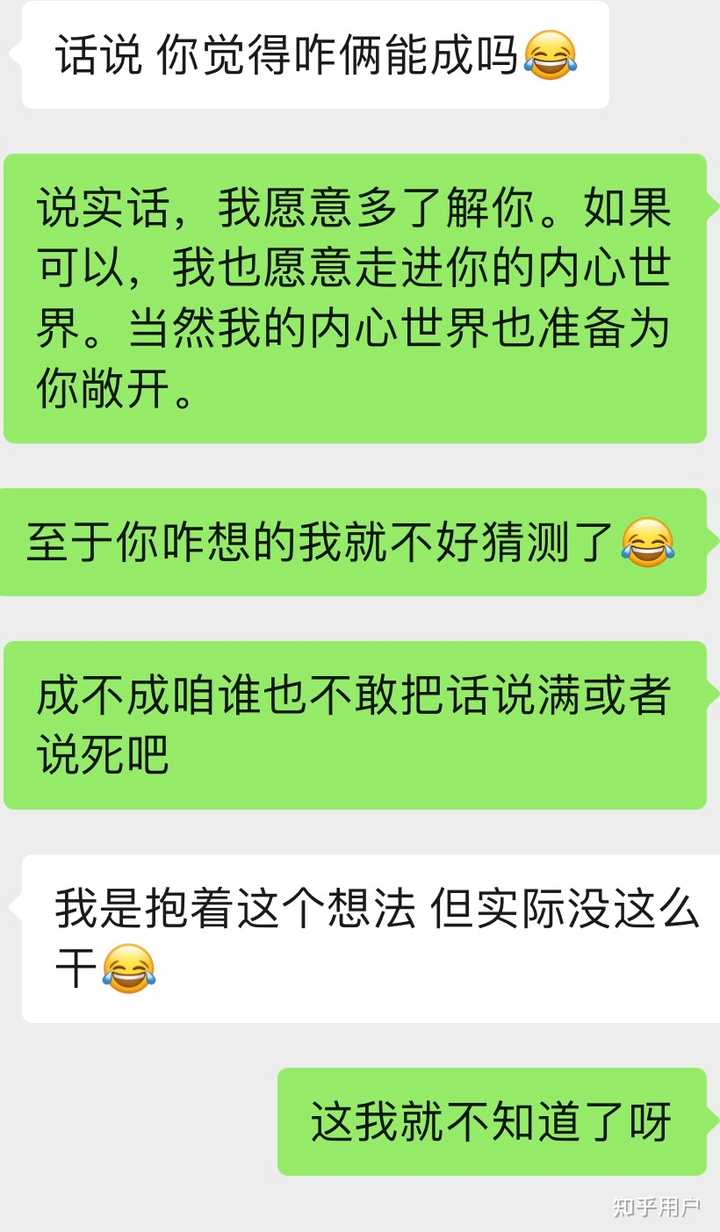 话说 你觉得咋俩能成吗😂
说实话，我愿意多了解你。如果
可以，我也愿意走进你的内心世
界。当然我的内心世界也准备为
你敞开。
至于你咋想的我就不好猜测了😂
成不成咱谁也不敢把话说满或者
说死吧
我是抱着这个想法 但实际没这么
干😂
这我就不知道了呀
知乎用户